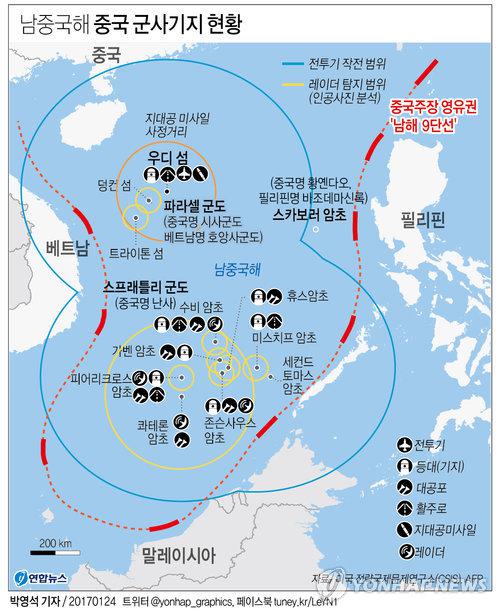 남중국해 중국 군사기지 현황
중국
전투기 작전 범위
레이더 탐지 범위
(인공사진 분석)
중국주장 영유권
'남해 9단선'
지대공 미사일
사정거리
우디 섬
덩컨 섬
파라셀 군도
(중국명 시사군도
베트남명 호앙사군도)
트라이톤 섬
(중국명 황옌다오,
필리핀명 바조데마신록)
스카보러 암초
필리핀
베트남
남중국해
스프래틀리 군도
(중국명 난사)
수비 암초
휴스암초
가벤 암초
미스치프 암초
피어리크로스
암초
세컨드
토마스
암초
콰테론
암초
존슨사우스
암초
전투기
등대(기지)
대공포
활주로
지대공미사일
레이더
200 km
말레이시아
연합뉴스
자료/미국 전략국제문제연구소(CSIS), AFP
YONHAP NEWS
박영석 기자 / 20170124 트위터 @yonhap_graphics, 페이스북 tuney.kr/LeYN1